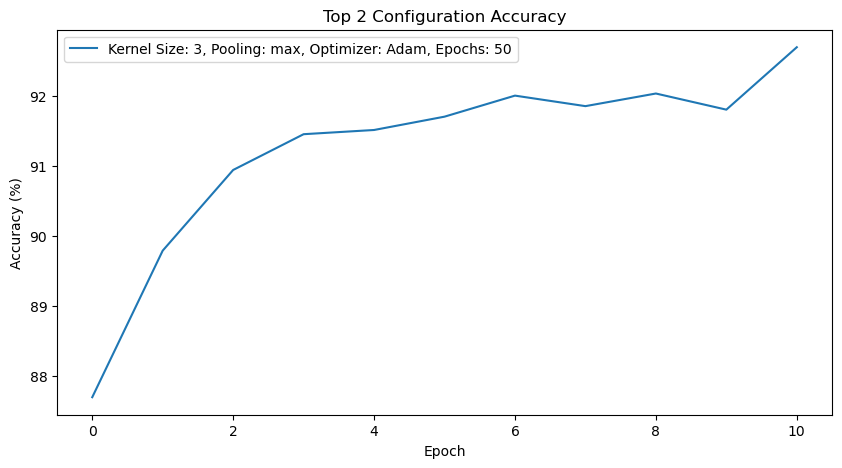 Top 2 Configuration Accuracy
Kernel Size: 3, Pooling: max, Optimizer: Adam, Epochs: 50
Accuracy (%)
92
91
90
89
88
0 2 4 6 8 10
Epoch